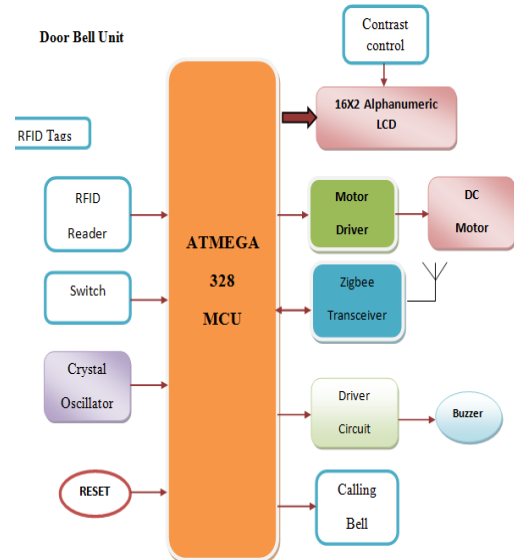 Door Bell Unit
Contrast
control
16X2 Alphanumeric
LCD
RFID Tags
RFID
Reader
Motor
Driver
DC
Motor
ATMEGA
328
MCU
Switch
Zigbee
Transceiver
Crystal
Oscillator
Driver
Circuit
Buzzer
RESET
Calling
Bell